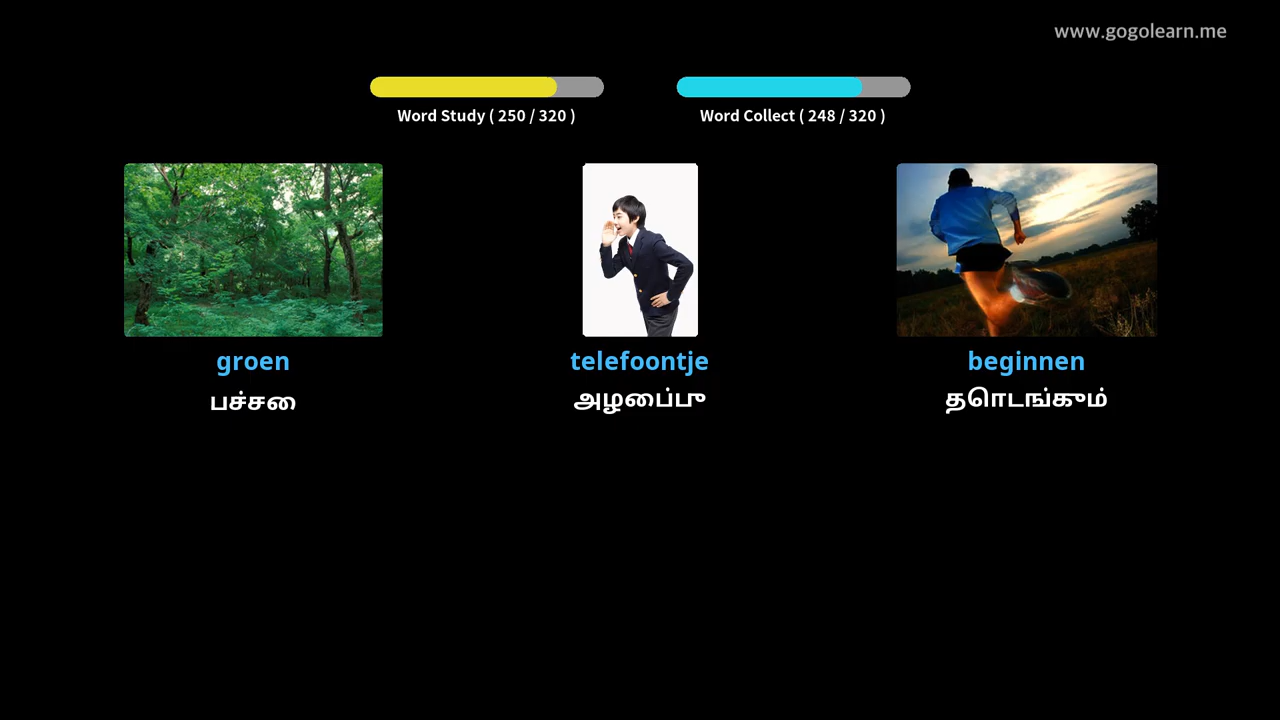 www.gogolearn.me
Word Study ( 250 / 320 )
Word Collect ( 248 / 320 )
groen
telefoontje
beginnen
பச்சை
அழைப்பு
தொடங்கும்